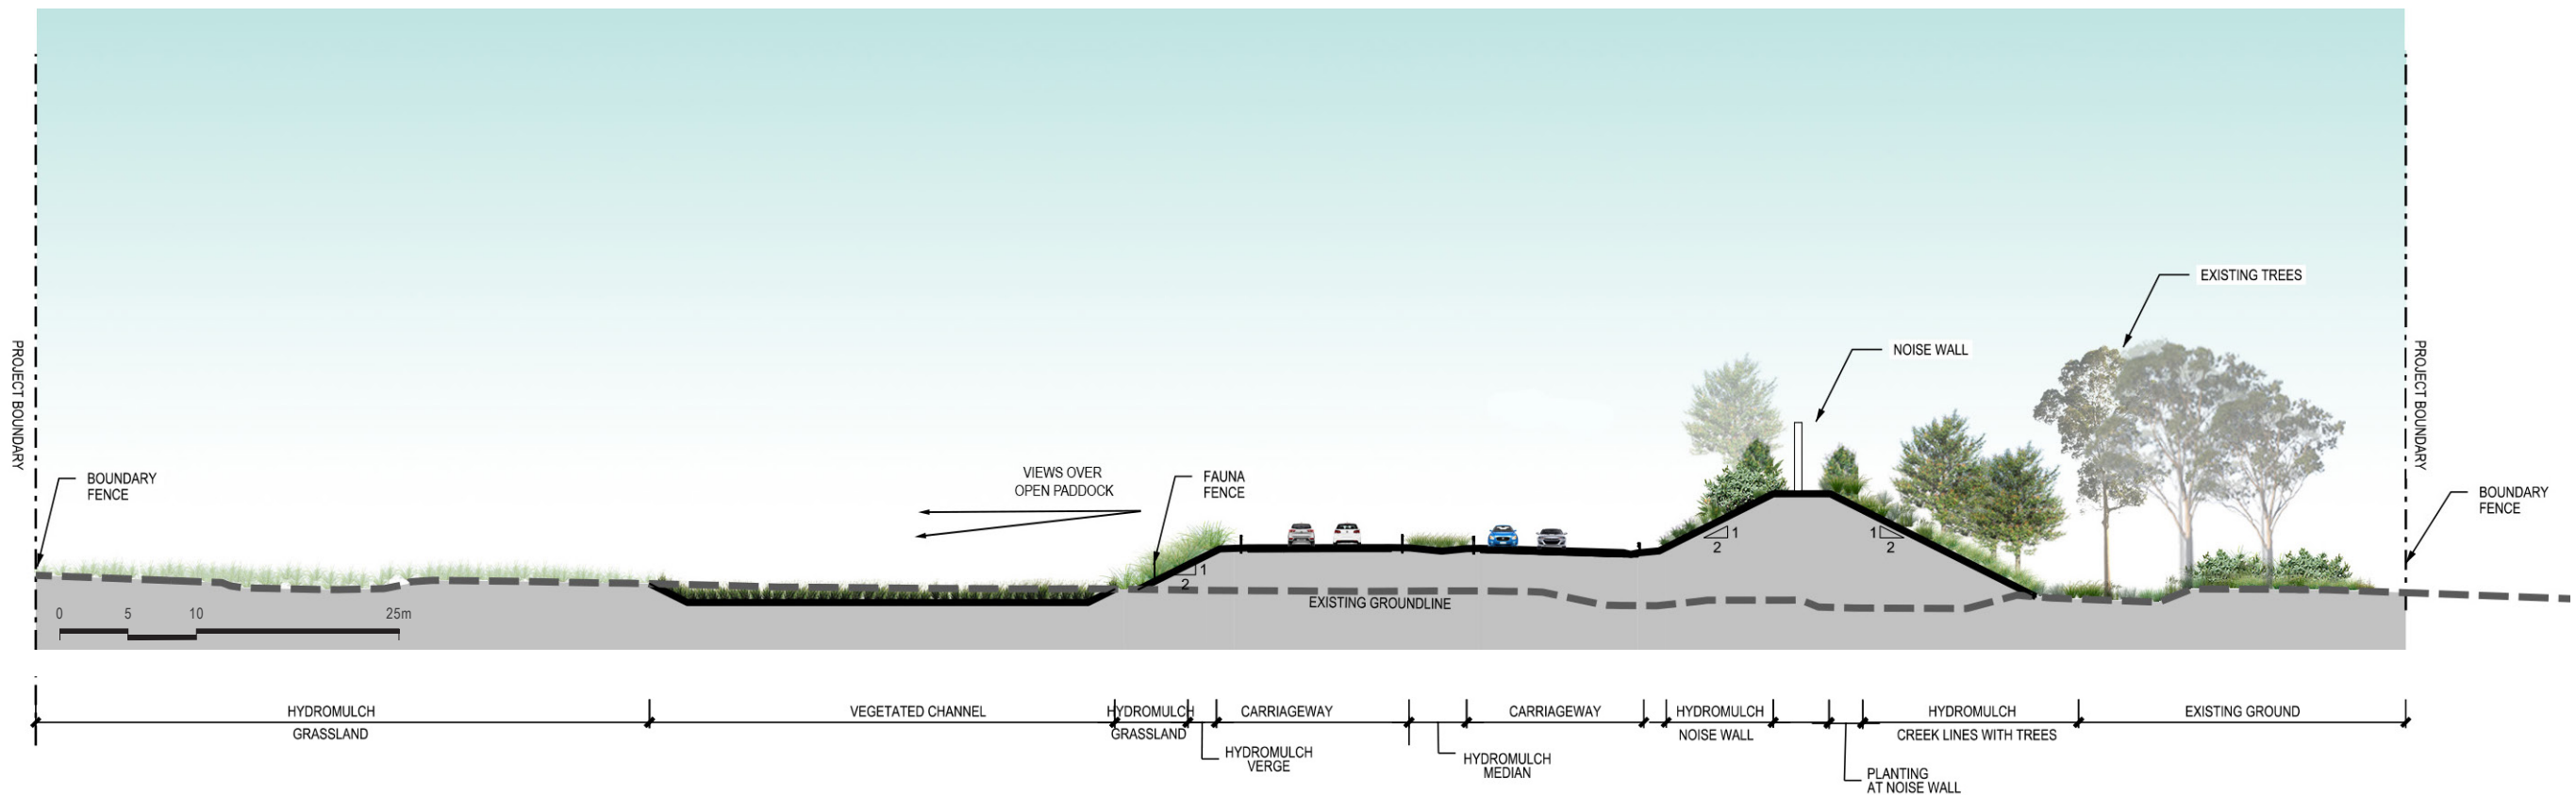 EXISTING TREES
NOISE WALL
PROJECT BOUNDARY
PROJECT BOUNDARY
BOUNDARY
FENCE
VIEWS OVER
OPEN PADDOCK
FAUNA
FENCE
BOUNDARY
FENCE
1
2
1
2
1
2
EXISTING GROUNDLINE
0 5 10 25m
HYDROMULCH
GRASSLAND
VEGETATED CHANNEL
HYDROMULCH
GRASSLAND
HYDROMULCH
VERGE
CARRIAGEWAY
HYDROMULCH
MEDIAN
CARRIAGEWAY
HYDROMULCH
NOISE WALL
PLANTING
AT NOISE WALL
HYDROMULCH
CREEK LINES WITH TREES
EXISTING GROUND